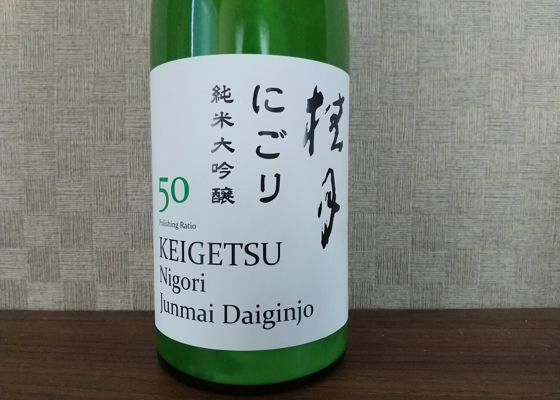 桂月
にごり
純米大吟醸
50
Polishing Ratio
KEIGETSU
Nigori
Junmai Daiginjo